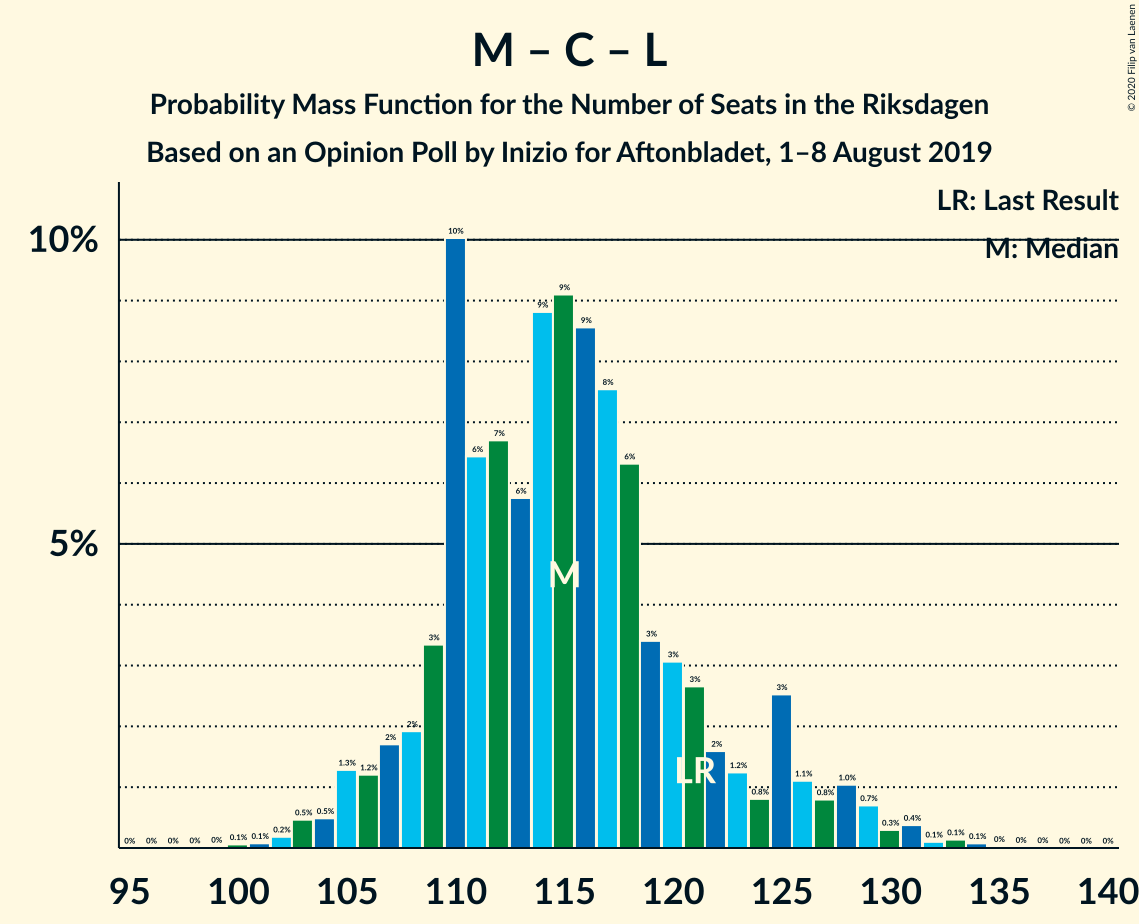 M – C – L
Probability Mass Function for the Number of Seats in the Riksdagen
Based on an Opinion Poll by Inizio for Aftonbladet, 1–8 August 2019
© 2020 Filip van Laenen
LR: Last Result
M: Median
10%
5%
0% 0% 0% 0% 0% 0.1% 0.1% 0.2% 0.5% 0.5% 1.3% 1.2% 2% 2% 3% 10% 6% 7% 6% 9% 9% 9% 8% 6% 3% 3% 3% 2% 1.2% 0.8% 3% 1.1% 0.8% 1.0% 0.7% 0.3% 0.4% 0.1% 0.1% 0.1% 0% 0% 0% 0% 0% 0%
M
LR
95 100 105 110 115 120 125 130 135 140